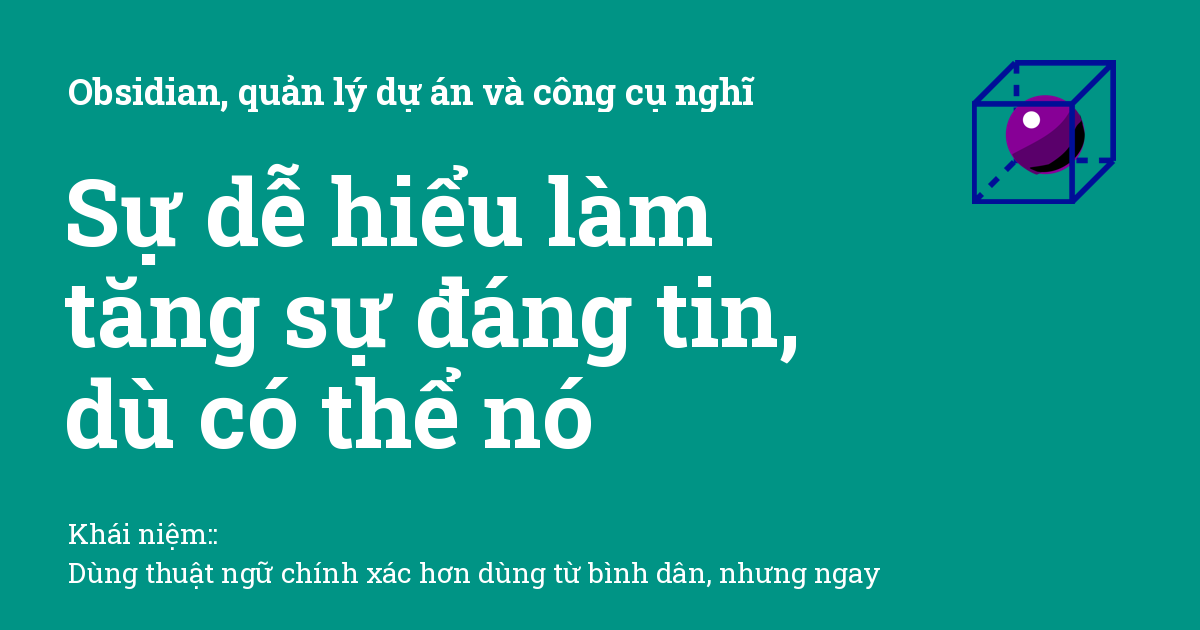 Obsidian, quản lý dự án và công cụ nghĩ
Sự dễ hiểu làm
tăng sự đáng tin,
dù có thể nó
Khái niệm::
Dùng thuật ngữ chính xác hơn dùng từ bình dân, nhưng ngay